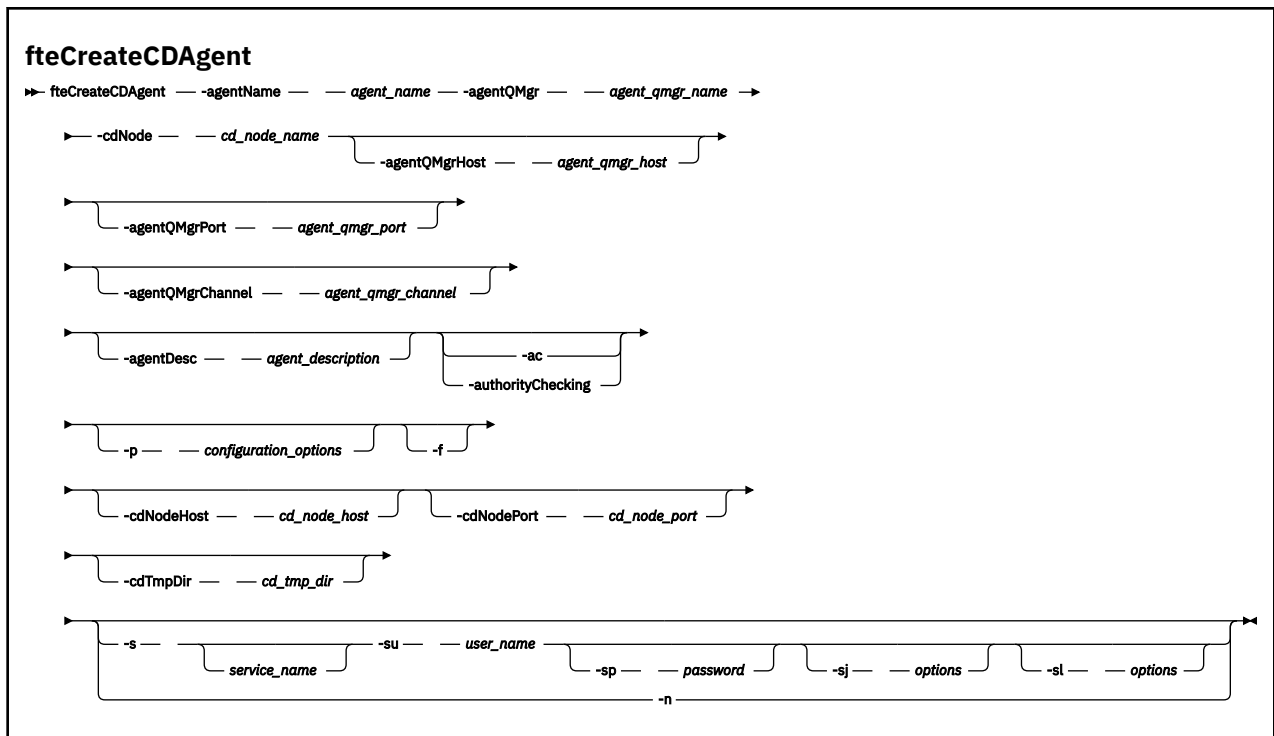 fteCreateCDAgent
fteCreateCDAgent -agentName agent_name -agentQMgr agent_qmgr_name
-cdNode cd_node_name
-agentQMgrHost agent_qmgr_host
-agentQMgrPort agent_qmgr_port
-agentQMgrChannel agent_qmgr_channel
-agentDesc agent_description -ac
-authorityChecking
-p configuration_options -f
-cdNodeHost cd_node_host -cdNodePort cd_node_port
-cdTmpDir cd_tmp_dir
-s -su user_name
service_name -sp password -sj options -sl options
-n